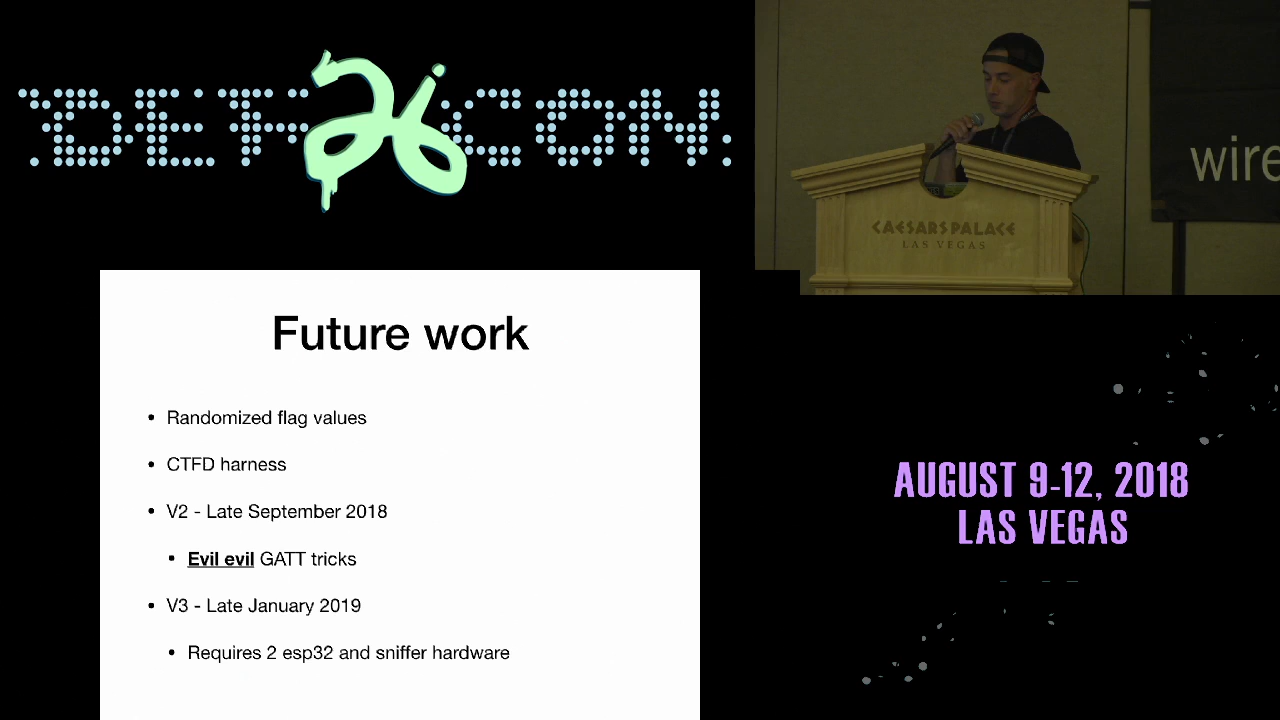 DEF CON
26
CAESARS PALACE
LAS VEGAS
wire
Future work
• Randomized flag values
• CTFD harness
• V2 - Late September 2018
• Evil evil GATT tricks
• V3 - Late January 2019
• Requires 2 esp32 and sniffer hardware
AUGUST 9-12, 2018
LAS VEGAS